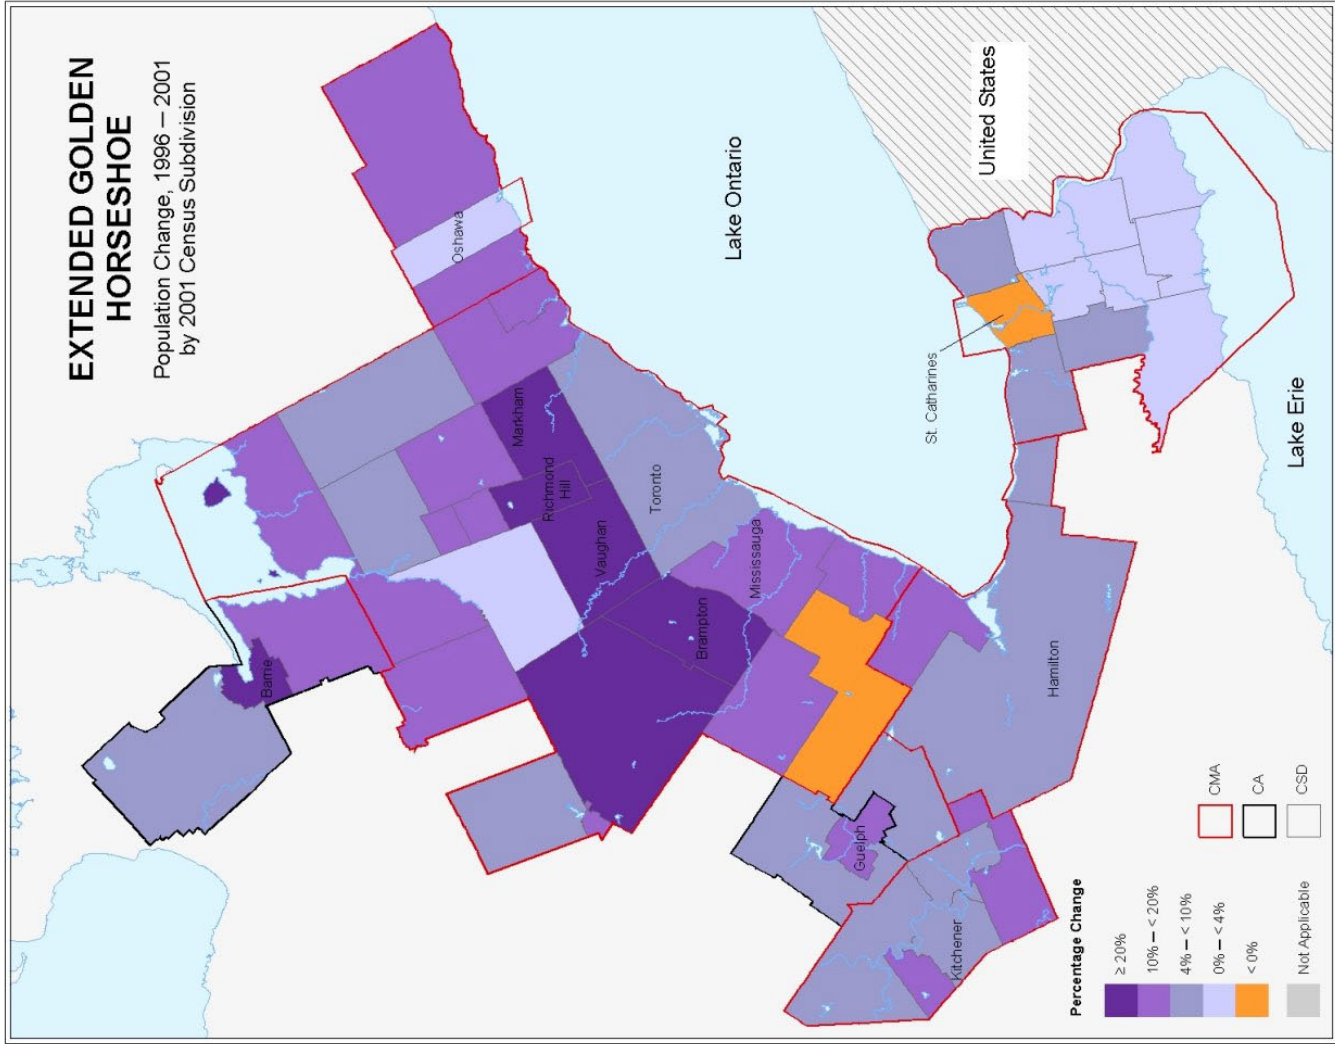 EXTENDED GOLDEN
HORSESHOE
Population Change, 1996 – 2001
by 2001 Census Subdivision
Oshawa
Lake Ontario
United States
St. Catharines
Lake Erie
Markham
Richmond
Hill
Vaughan
Toronto
Mississauga
Brampton
Barrie
Hamilton
Guelph
Kitchener
Percentage Change
≥ 20%
10% – < 20%
4% – < 10%
0% – < 4%
< 0%
Not Applicable
CMA
CA
CSD